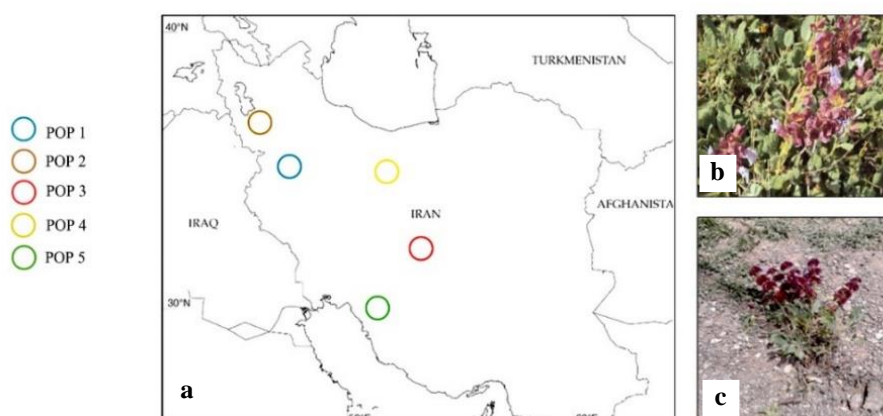 POP 1
POP 2
POP 3
POP 4
POP 5
40°N
TURKMENISTAN
IRAN
IRAQ
AFGHANISTA
30°N
a
b
c